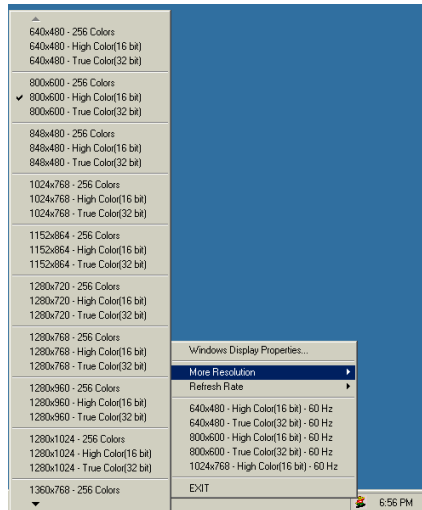 640x480 - 256 Colors
640x480 - High Color(16 bit)
640x480 - True Color(32 bit)
800x600 - 256 Colors
800x600 - High Color(16 bit)
800x600 - True Color(32 bit)
848x480 - 256 Colors
848x480 - High Color(16 bit)
848x480 - True Color(32 bit)
1024x768 - 256 Colors
1024x768 - High Color(16 bit)
1024x768 - True Color(32 bit)
1152x864 - 256 Colors
1152x864 - High Color(16 bit)
1152x864 - True Color(32 bit)
1280x720 - 256 Colors
1280x720 - High Color(16 bit)
1280x720 - True Color(32 bit)
1280x768 - 256 Colors
1280x768 - High Color(16 bit)
1280x768 - True Color(32 bit)
1280x960 - 256 Colors
1280x960 - High Color(16 bit)
1280x960 - True Color(32 bit)
1280x1024 - 256 Colors
1280x1024 - High Color(16 bit)
1280x1024 - True Color(32 bit)
1360x768 - 256 Colors
Windows Display Properties...
More Resolution
Refresh Rate
640x480 - High Color(16 bit) - 60 Hz
640x480 - True Color(32 bit) - 60 Hz
800x600 - High Color(16 bit) - 60 Hz
800x600 - True Color(32 bit) - 60 Hz
1024x768 - High Color(16 bit) - 60 Hz
EXIT
6:56 PM